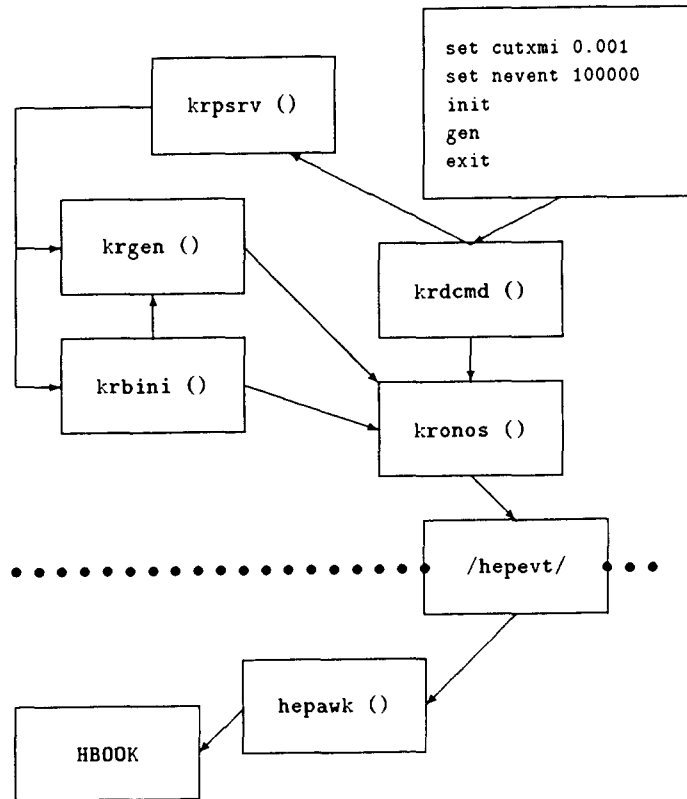 set cutxmi 0.001
set nevent 100000
init
gen
exit
krpsrv ()
krgen ()
krdcmd ()
krbini ()
kronos ()
/hepevt/
hepawk ()
HBOOK